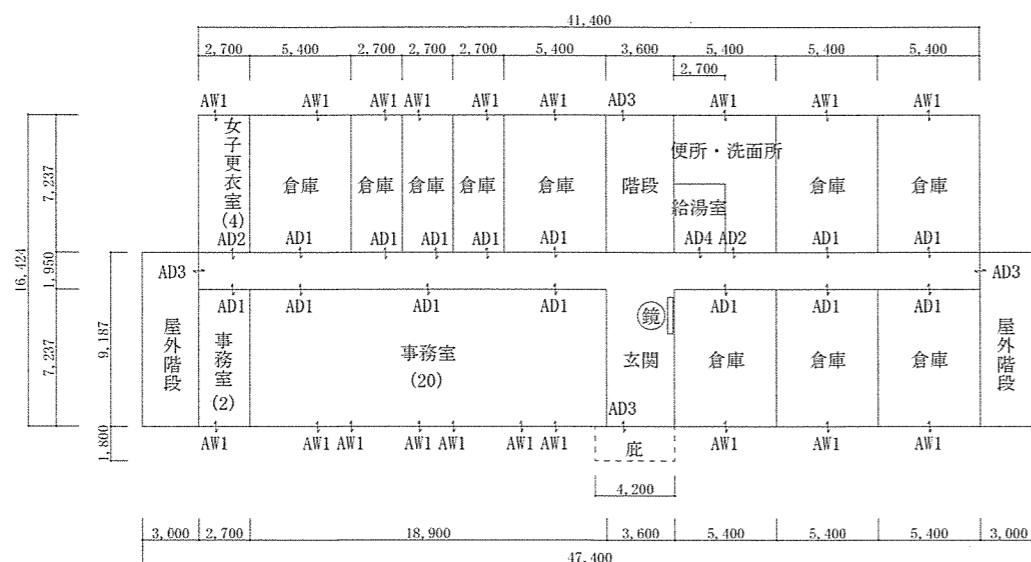 41,400
2,700 5,400 2,700 2,700 2,700 5,400 3,600 5,400 5,400 5,400
2,700
AW1 AW1 AW1 AW1 AW1 AD3 AW1 AW1 AW1
女子更衣室(4)
倉庫 倉庫 倉庫 倉庫 倉庫 階段
便所・洗面所
給湯室
倉庫 倉庫
AD2 AD1 AD1 AD1 AD1 AD1 AD4 AD2 AD1 AD1
7,237
1,950
7,237
16,424
9,187
1,800
AD3 AD3
AD1 AD1 AD1 AD1 AD1 AD1 AD1
鏡
屋外階段
事務室(2)
事務室
(20)
玄関
倉庫 倉庫 倉庫
屋外階段
AD3
AW1 AW1 AW1 AW1 AW1 AW1 AW1 AW1 AW1 AW1
庇
4,200
3,000 2,700 18,900 3,600 5,400 5,400 5,400 3,000
47,400